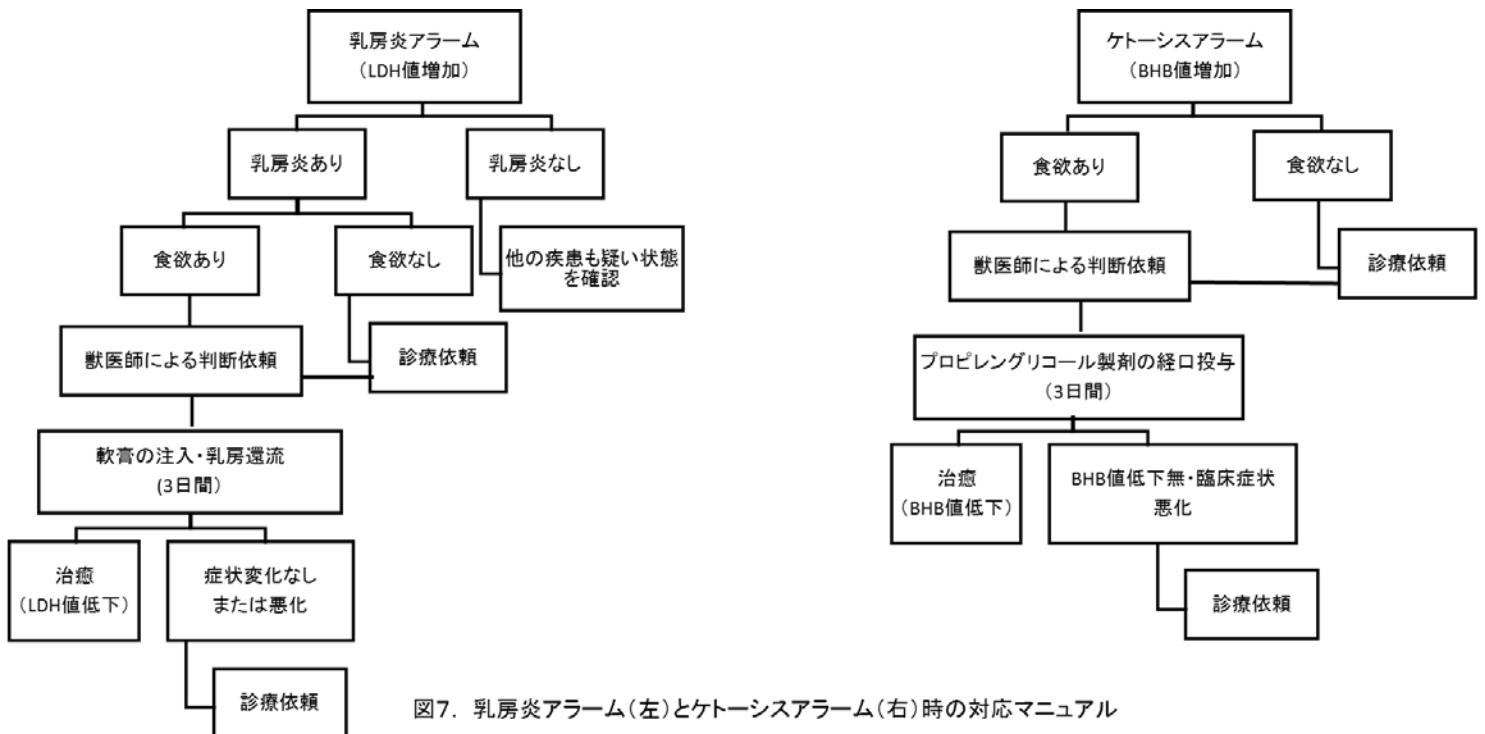 乳房炎アラーム
（LDH値増加）
乳房炎あり
乳房炎なし
食欲あり
食欲なし
他の疾患も疑い状態
を確認
獣医師による判断依頼
診療依頼
軟膏の注入・乳房還流
(3日間）
治癒
（LDH値低下）
症状変化なし
または悪化
診療依頼
ケトーシスアラーム
（BHB値増加）
食欲あり
食欲なし
獣医師による判断依頼
診療依頼
プロピレングリコール製剤の経口投与
（3日間）
治癒
（BHB値低下）
BHB値低下無・臨床症状
悪化
診療依頼
図7. 乳房炎アラーム（左）とケトーシスアラーム（右）時の対応マニュアル